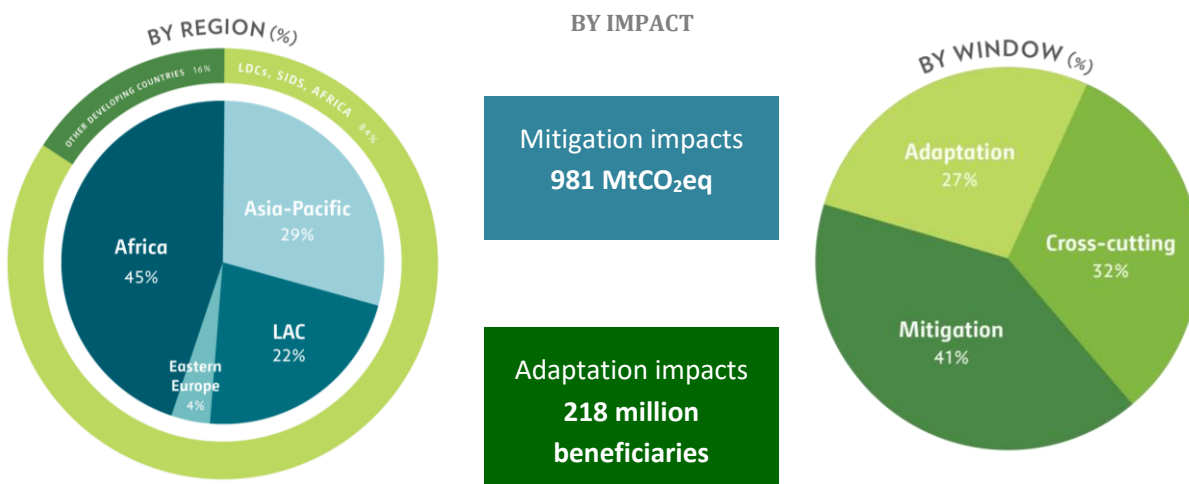 BY REGION (%)
OTHER DEVELOPING COUNTRIES 16%
LDCs, SIDS, AFRICA 84%
Asia-Pacific
29%
Africa
45%
LAC
22%
Eastern
Europe
4%
BY IMPACT
Mitigation impacts
981 MtCO₂eq
Adaptation impacts
218 million
beneficiaries
BY WINDOW (%)
Adaptation
27%
Cross-cutting
32%
Mitigation
41%